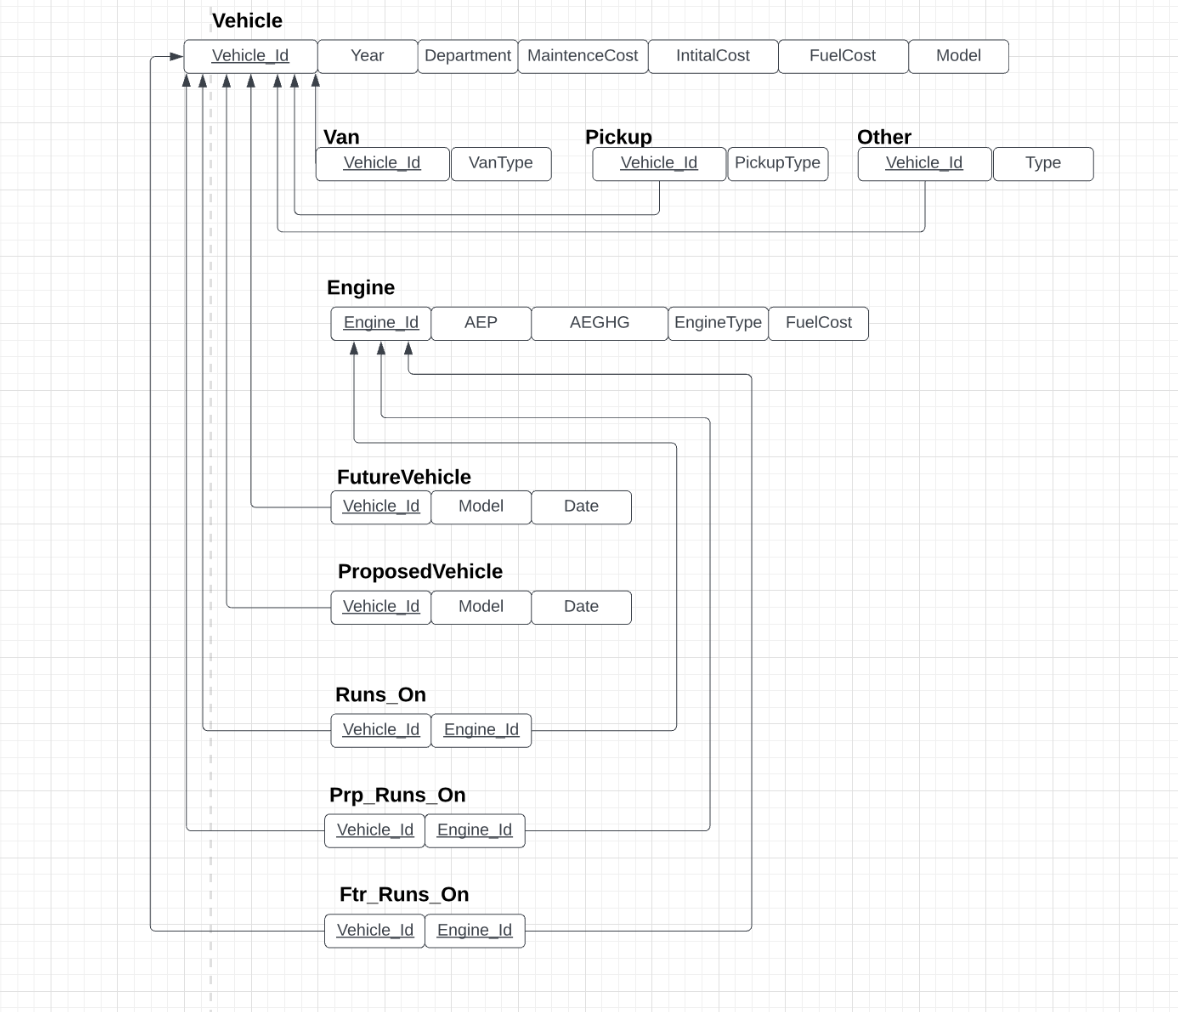 Vehicle
Vehicle_Id Year Department MaintenceCost IntitalCost FuelCost Model
Van Pickup Other
Vehicle_Id VanType Vehicle_Id PickupType Vehicle_Id Type
Engine
Engine_Id AEP AEGHG EngineType FuelCost
FutureVehicle
Vehicle_Id Model Date
ProposedVehicle
Vehicle_Id Model Date
Runs_On
Vehicle_Id Engine_Id
Prp_Runs_On
Vehicle_Id Engine_Id
Ftr_Runs_On
Vehicle_Id Engine_Id